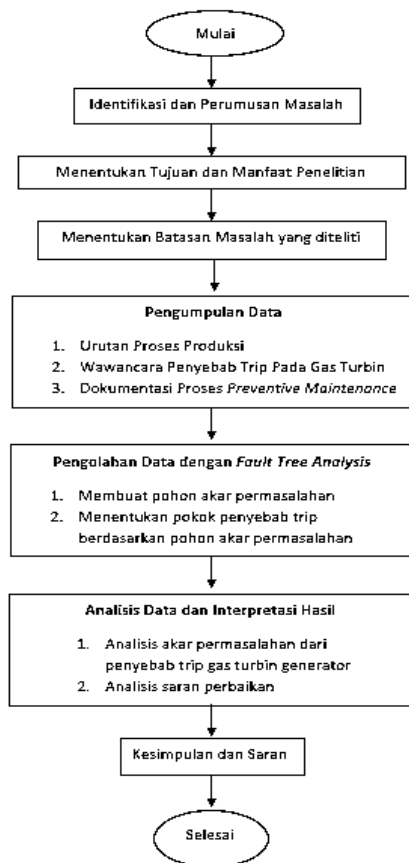 Mulai
Identifikasi dan Perumusan Masalah
Menentukan Tujuan dan Manfaat Penelitian
Menentukan Batasan Masalah yang diteliti
Pengumpulan Data
1. Urutan Proses Produksi
2. Wawancara Penyebab Trip Pada Gas Turbin
3. Dokumentasi Proses Preventive Maintenance
Pengolahan Data dengan Fault Tree Analysis
1. Membuat pohon akar permasalahan
2. Menentukan pokok penyebab trip
berdasarkan pohon akar permasalahan
Analisis Data dan Interpretasi Hasil
1. Analisis akar permasalahan dari
penyebab trip gas turbin generator
2. Analisis saran perbaikan
Kesimpulan dan Saran
Selesai